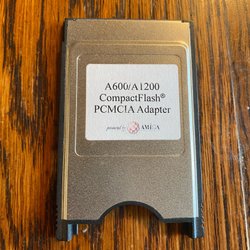 A600/A1200
CompactFlash®
PCMCIA Adapter
powered by AMIGA